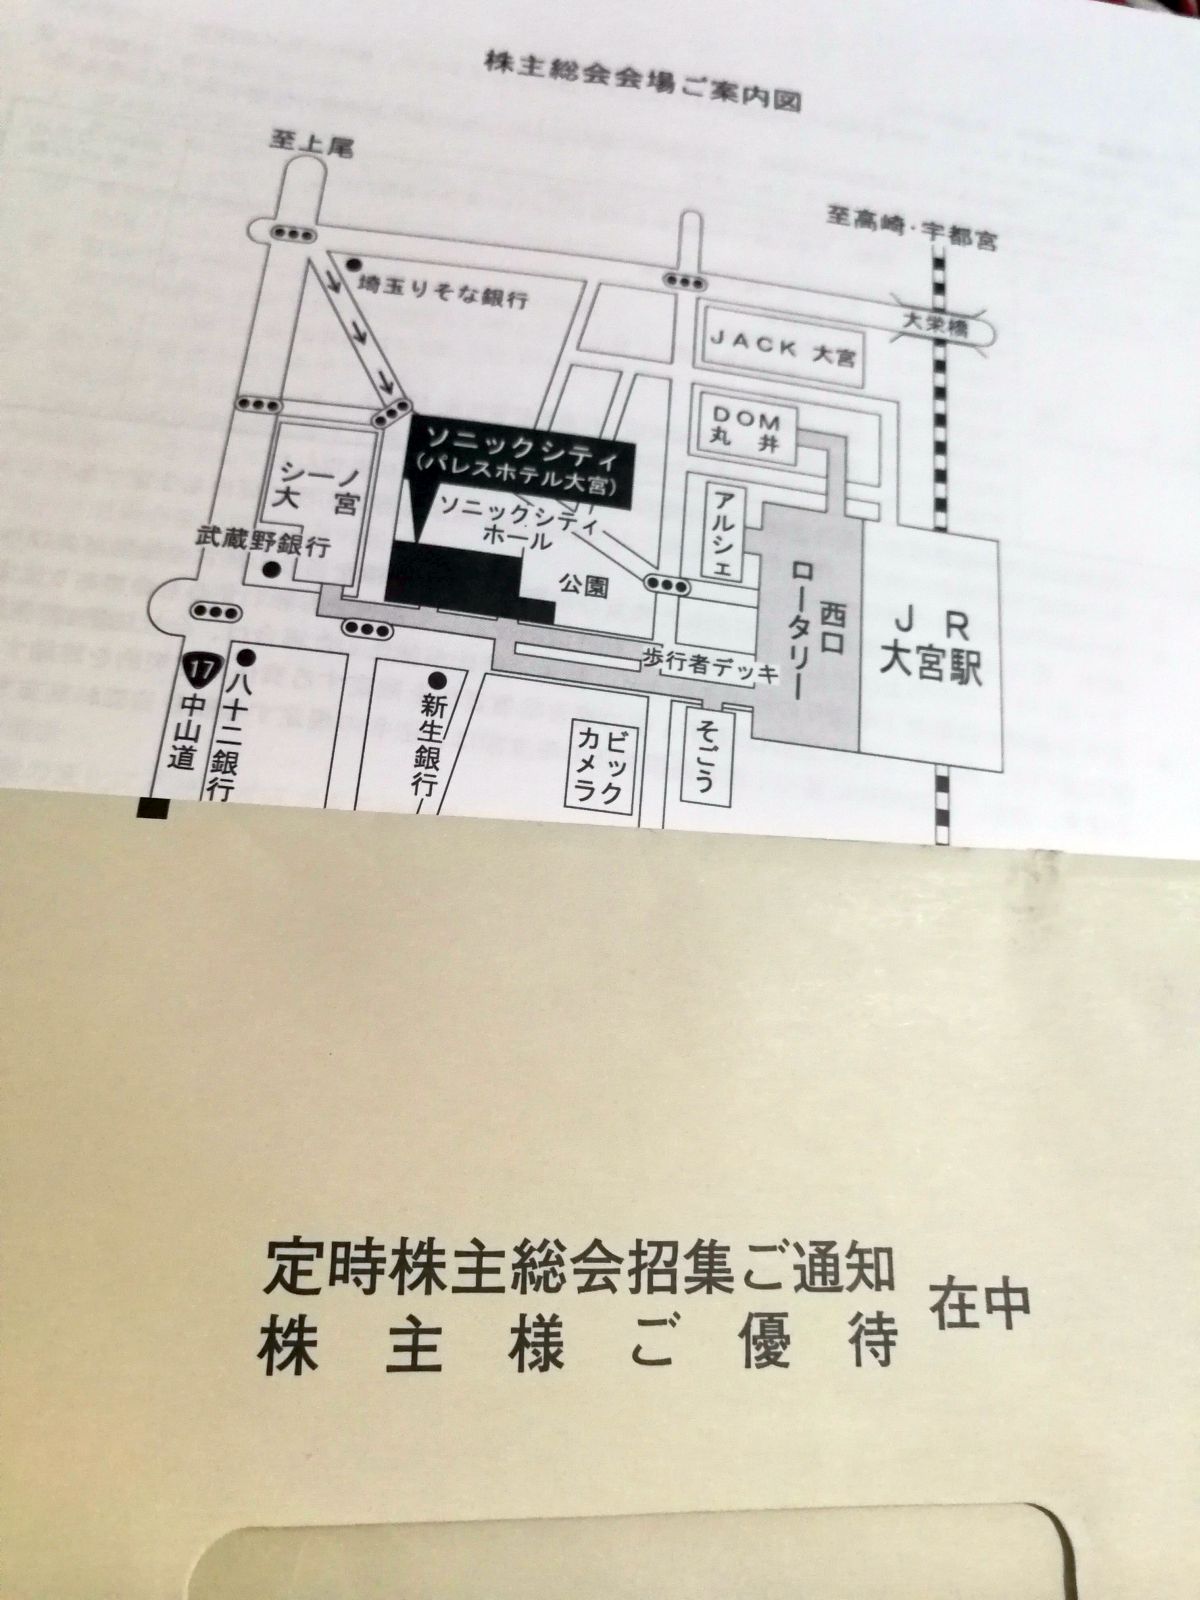 株主総会会場ご案内図
至上尾
至高崎・宇都宮
埼玉りそな銀行
大栄橋
JACK 大宮
DOM
丸井
ソニックシティ
(パレスホテル大宮)
シーノ
大宮
ソニックシティ
ホール
アルシェ
武蔵野銀行
公園
西口
ロータリー
JR
大宮駅
歩行者デッキ
17
中山道
八十二銀行
新生銀行
ビック
カメラ
そごう
定時株主総会招集ご通知
株主様ご優待
在中